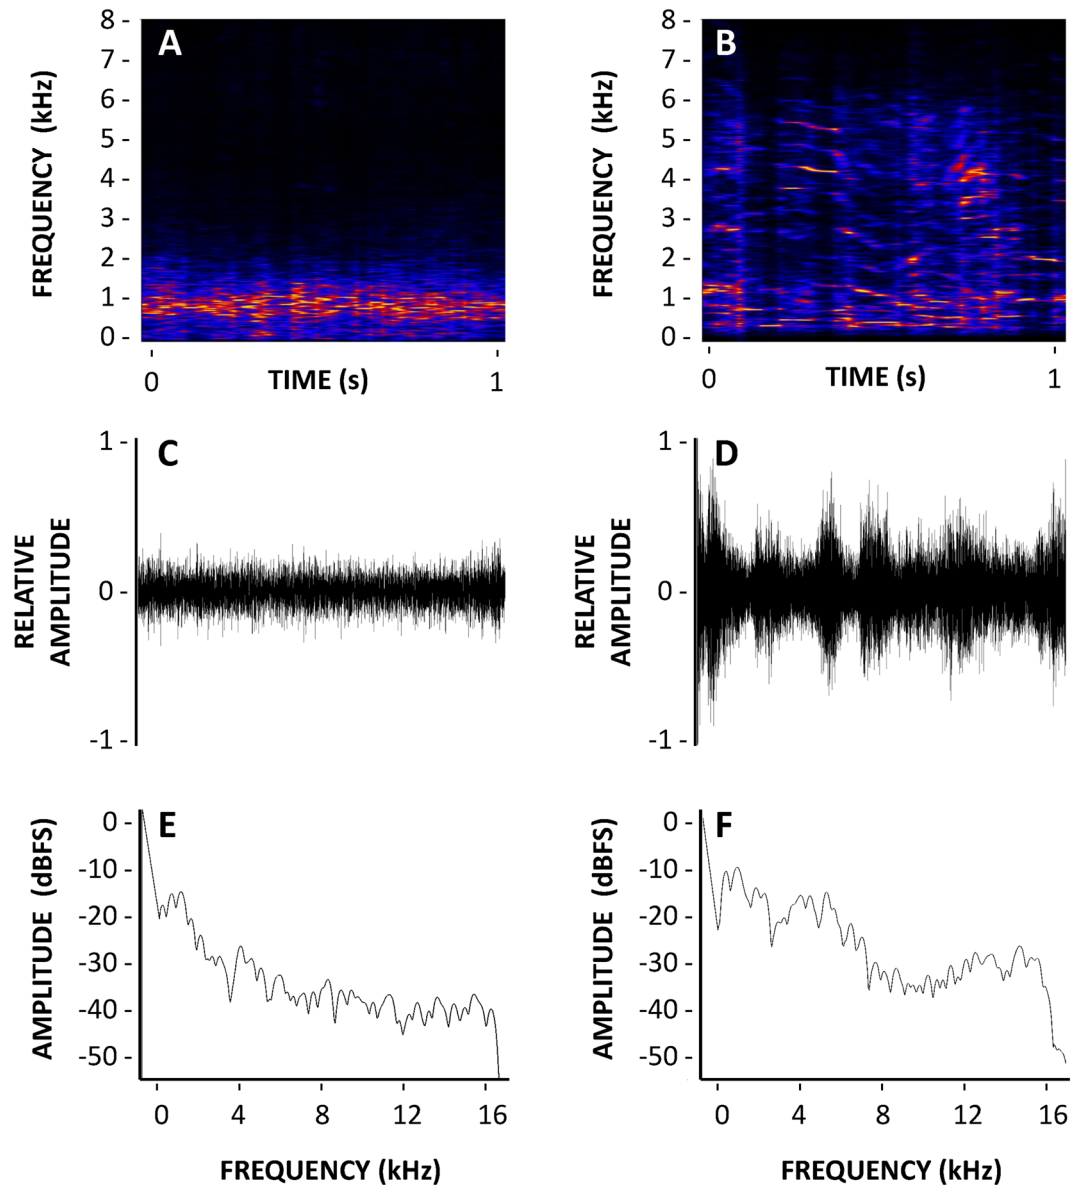 A
8 -
7 -
6 -
5 -
4 -
3 -
2 -
1 -
0 -
FREQUENCY (kHz)
0
1
TIME (s)
B
8 -
7 -
6 -
5 -
4 -
3 -
2 -
1 -
0 -
FREQUENCY (kHz)
0
1
TIME (s)
C
1 -
0 -
-1 -
RELATIVE
AMPLITUDE
D
1 -
0 -
-1 -
RELATIVE
AMPLITUDE
E
0 -
-10 -
-20 -
-30 -
-40 -
-50 -
AMPLITUDE (dBFS)
0 4 8 12 16
FREQUENCY (kHz)
F
0 -
-10 -
-20 -
-30 -
-40 -
-50 -
AMPLITUDE (dBFS)
0 4 8 12 16
FREQUENCY (kHz)